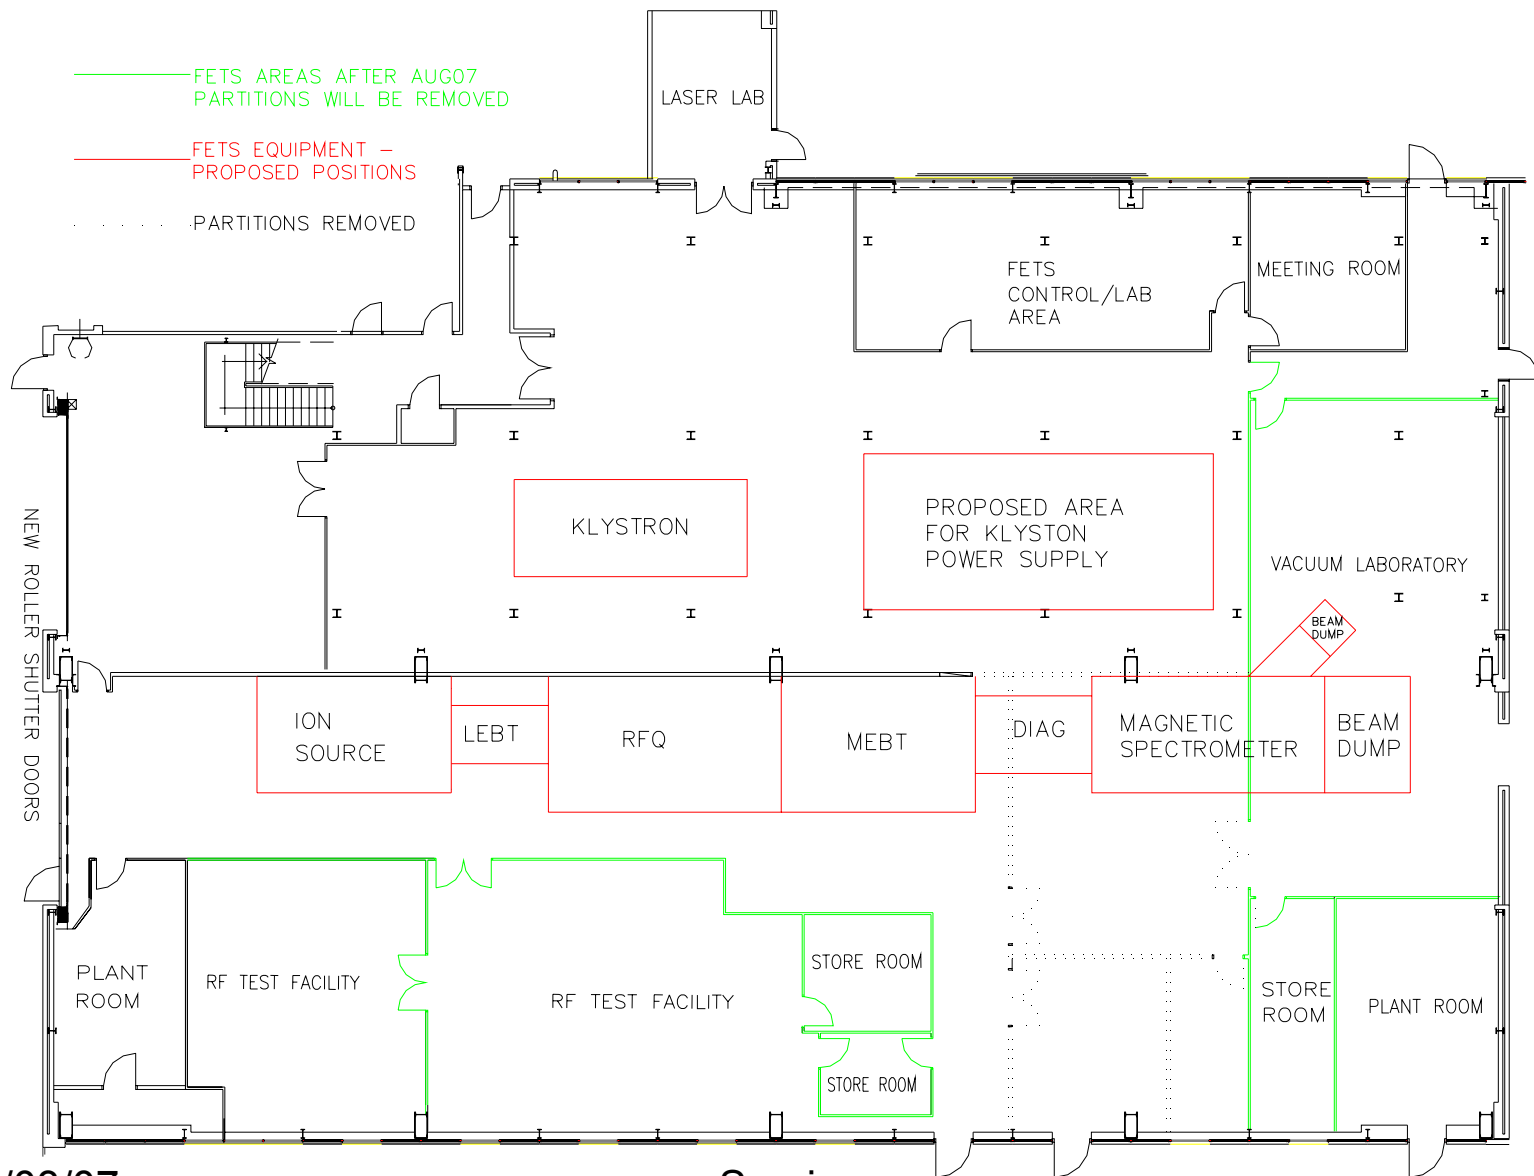 FETS AREAS AFTER AUG07
PARTITIONS WILL BE REMOVED
FETS EQUIPMENT –
PROPOSED POSITIONS
PARTITIONS REMOVED
LASER LAB
FETS
CONTROL/LAB
AREA
MEETING ROOM
KLYSTRON
PROPOSED AREA
FOR KLYSTON
POWER SUPPLY
VACUUM LABORATORY
NEW ROLLER SHUTTER DOORS
BEAM
DUMP
ION
SOURCE
LEBT
RFQ
MEBT
DIAG
MAGNETIC
SPECTROMETER
BEAM
DUMP
PLANT
ROOM
RF TEST FACILITY
RF TEST FACILITY
STORE ROOM
STORE ROOM
STORE
ROOM
PLANT ROOM